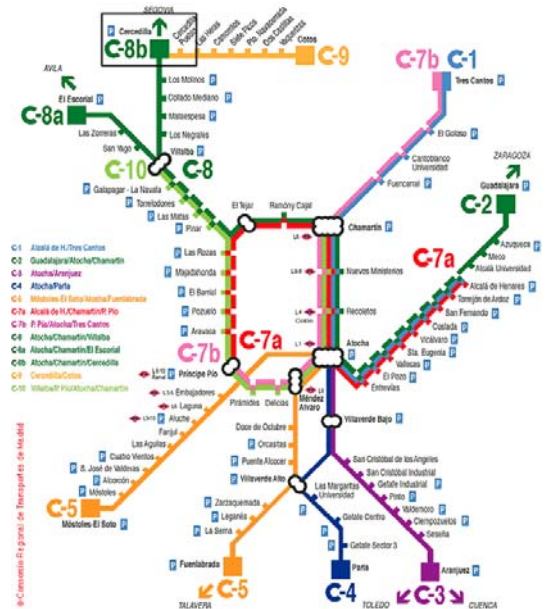 SEGOVIA
P Cercedilla
C-8b
Cercedilla
Puerto
Las Heras
Camorritos
Siete Picos
Pto. Navacerrada
Dos Castillas
Vaquerizas
Cotos
C-9
C-7b
C-1
Tres Cantos
P
AVILA
El Escorial
P
C-8a
Los Molinos P
Collado Mediano
Mataespesa P
Los Negrales
Villalba P
Las Zorreras
San Yago
C-10
C-8
El Goloso P
Cantoblanco
Universidad
Fuencarral P
ZARAGOZA
Guadalajara
P
C-2
Galapagar - La Navata
P Torrelodones
P Las Matas
P Pinar
El Tejar
Ramón y Cajal
Chamartín P
Azuqueca P
Meco
Alcalá Universidad
C-7a
P Las Rozas
P Majadahonda
P El Barrial
P Pozuelo
P Aravaca
Nuevos Ministerios
Recoletos
Atocha
P
Alcalá de Henares P
Torrejón de Ardoz P
San Fernando P
Coslada P
Vicálvaro P
Sta. Eugenia P
Vallecas
El Pozo P
Entrevías
C-1 Alcalá de H./Tres Cantos
C-2 Guadalajara/Atocha/Chamartín
C-3 Atocha/Aranjuez
C-4 Atocha/Parla
C-5 Móstoles-El Soto/Atocha/Fuenlabrada
C-7a Alcalá de H./Chamartín/P. Pío
C-7b P. Pío/Atocha/Tres Cantos
C-8 Atocha/Chamartín/Villalba
C-8a Atocha/Chamartín/El Escorial
C-8b Atocha/Chamartín/Cercedilla
C-9 Cercedilla/Cotos
C-10 Villalba/P. Pío/Atocha/Chamartín
C-7b
C-7a
Príncipe Pío
Pirámides
Delicias
Méndez
Alvaro
Embajadores
Laguna
Aluche
P
Fanjul
Las Aguilas
P Cuatro Vientos
P S. José de Valderas
P Alcorcón
P Móstoles
C-5
Móstoles-El Soto P
Doce de Octubre
Orcasitas
Puente Alcocer
Villaverde Alto
Villaverde Bajo P
San Cristóbal de los Angeles
San Cristóbal Industrial
Getafe Industrial P
Pinto P
Valdemoro P
Ciempozuelos P
Seseña P
Las Margaritas
Universidad
Getafe Centro
Getafe Sector 3
P
Zarzaquemada
Leganés
La Serna
Fuenlabrada
P
C-5
TALAVERA
Parla
P
C-4
Aranjuez P
C-3
TOLEDO
CUENCA
© Consorcio Regional de Transportes de Madrid